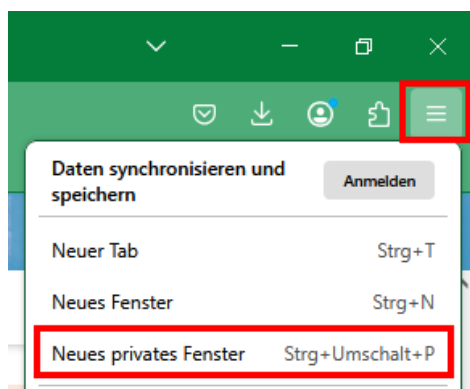 Daten synchronisieren und
speichern
Anmelden
Neuer Tab Strg+T
Neues Fenster Strg+N
Neues privates Fenster Strg+Umschalt+P